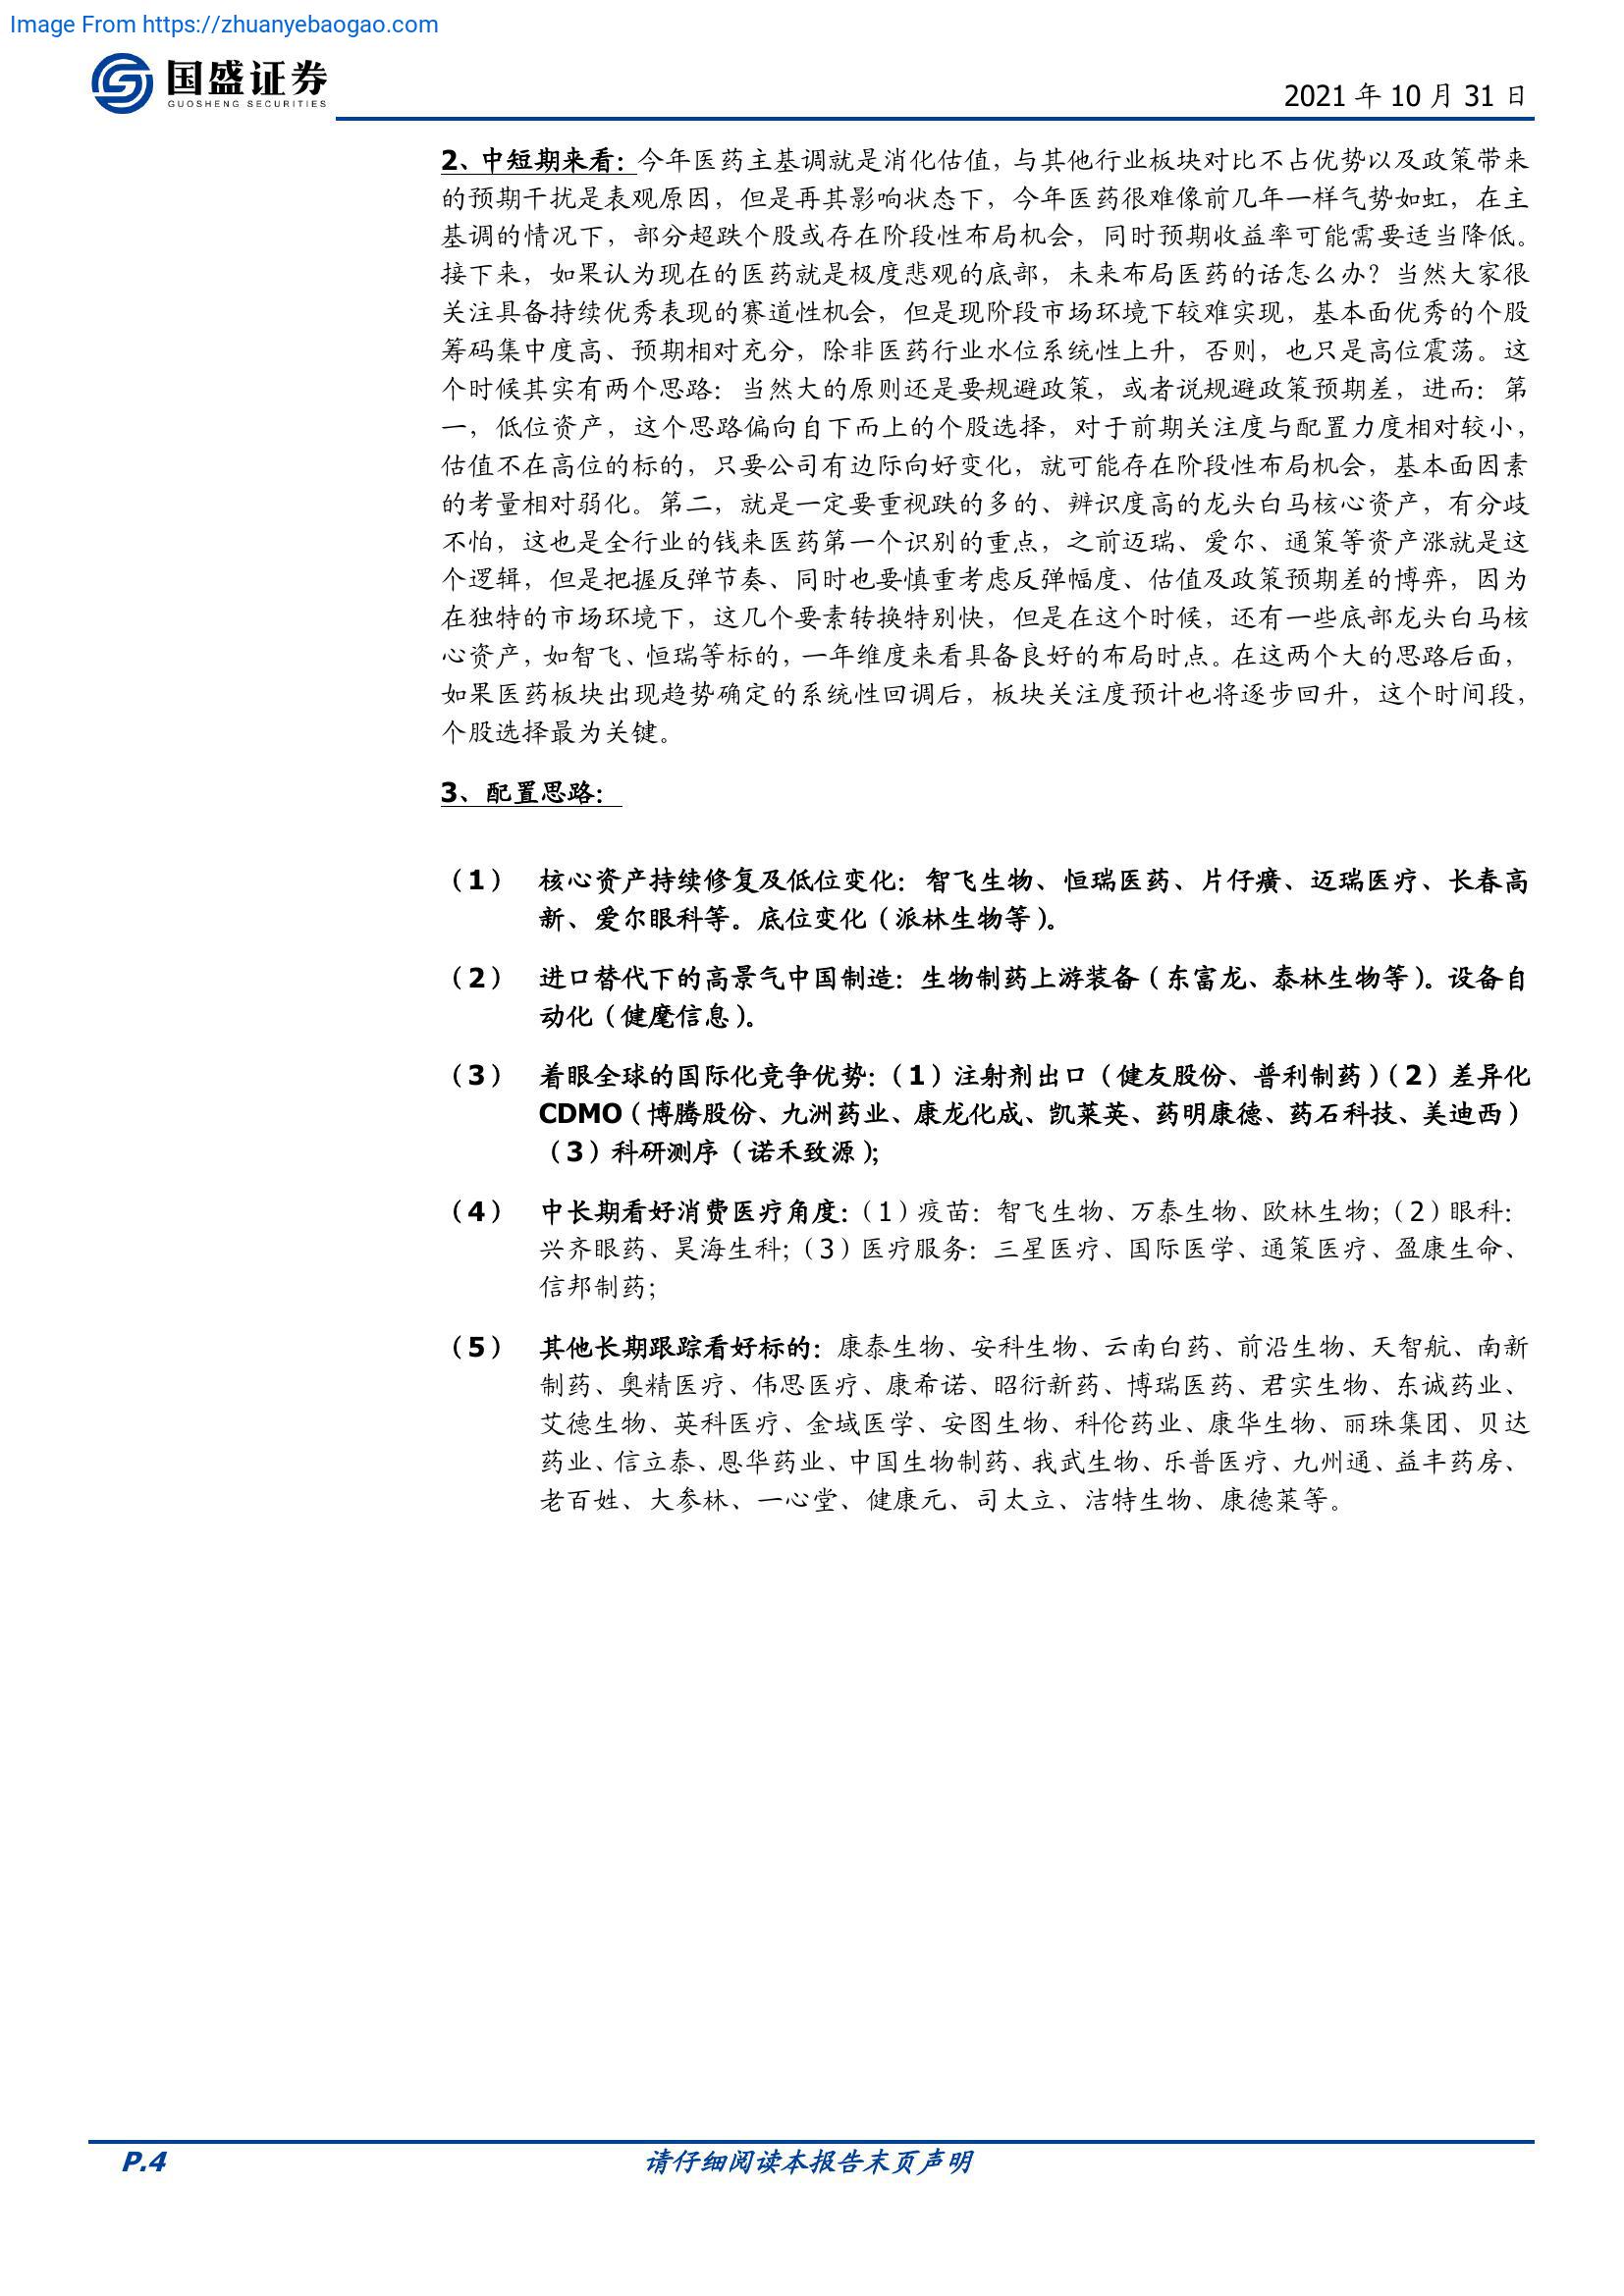 Image From https://zhuanyebaogao.com
国盛证券
GUOSHENG SECURITIES
2021 年 10 月 31 日
2、中短期来看：今年医药主基调就是消化估值，与其他行业板块对比不占优势以及政策带来
的预期干扰是表观原因，但是再其影响状态下，今年医药很难像前几年一样气势如虹，在主
基调的情况下，部分超跌个股或存在阶段性布局机会，同时预期收益率可能需要适当降低。
接下来，如果认为现在的医药就是极度悲观的底部，未来布局医药的话怎么办？当然大家很
关注具备持续优秀表现的赛道性机会，但是现阶段市场环境下较难实现，基本面优秀的个股
筹码集中度高、预期相对充分，除非医药行业水位系统性上升，否则，也只是高位震荡。这
个时候其实有两个思路：当然大的原则还是要规避政策，或者说规避政策预期差，进而：第
一，低位资产，这个思路偏向自下而上的个股选择，对于前期关注度与配置力度相对较小，
估值不在高位的标的，只要公司有边际向好变化，就可能存在阶段性布局机会，基本面因素
的考量相对弱化。第二，就是一定要重视跌的多的、辨识度高的龙头白马核心资产，有分歧
不怕，这也是全行业的钱来医药第一个识别的重点，之前迈瑞、爱尔、通策等资产涨就是这
个逻辑，但是把握反弹节奏、同时也要慎重考虑反弹幅度、估值及政策预期差的博弈，因为
在独特的市场环境下，这几个要素转换特别快，但是在这个时候，还有一些底部龙头白马核
心资产，如智飞、恒瑞等标的，一年维度来看具备良好的布局时点。在这两个大的思路后面，
如果医药板块出现趋势确定的系统性回调后，板块关注度预计也将逐步回升，这个时间段，
个股选择最为关键。
3、配置思路：
（1） 核心资产持续修复及低位变化：智飞生物、恒瑞医药、片仔癀、迈瑞医疗、长春高
新、爱尔眼科等。底位变化（派林生物等）。
（2） 进口替代下的高景气中国制造：生物制药上游装备（东富龙、泰林生物等）。设备自
动化（健麾信息）。
（3） 着眼全球的国际化竞争优势：（1）注射剂出口（健友股份、普利制药）（2）差异化
CDMO（博腾股份、九洲药业、康龙化成、凯莱英、药明康德、药石科技、美迪西）
（3）科研测序（诺禾致源）；
（4） 中长期看好消费医疗角度：（1）疫苗：智飞生物、万泰生物、欧林生物；（2）眼科：
兴齐眼药、昊海生科；（3）医疗服务：三星医疗、国际医学、通策医疗、盈康生命、
信邦制药；
（5） 其他长期跟踪看好标的：康泰生物、安科生物、云南白药、前沿生物、天智航、南新
制药、奥精医疗、伟思医疗、康希诺、昭衍新药、博瑞医药、君实生物、东诚药业、
艾德生物、英科医疗、金域医学、安图生物、科伦药业、康华生物、丽珠集团、贝达
药业、信立泰、恩华药业、中国生物制药、我武生物、乐普医疗、九州通、益丰药房、
老百姓、大参林、一心堂、健康元、司太立、洁特生物、康德莱等。
P.4
请仔细阅读本报告末页声明